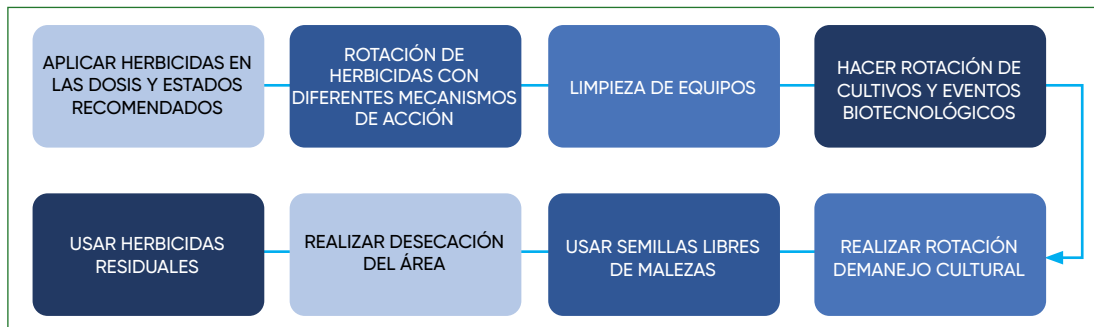 APLICAR HERBICIDAS EN
LAS DOSIS Y ESTADOS
RECOMENDADOS
ROTACIÓN DE
HERBICIDAS CON
DIFERENTES MECANISMOS
DE ACCIÓN
LIMPIEZA DE EQUIPOS
HACER ROTACIÓN DE
CULTIVOS Y EVENTOS
BIOTECNOLÓGICOS
REALIZAR ROTACIÓN
DEMANEJO CULTURAL
USAR SEMILLAS LIBRES
DE MALEZAS
REALIZAR DESECACIÓN
DEL ÁREA
USAR HERBICIDAS
RESIDUALES